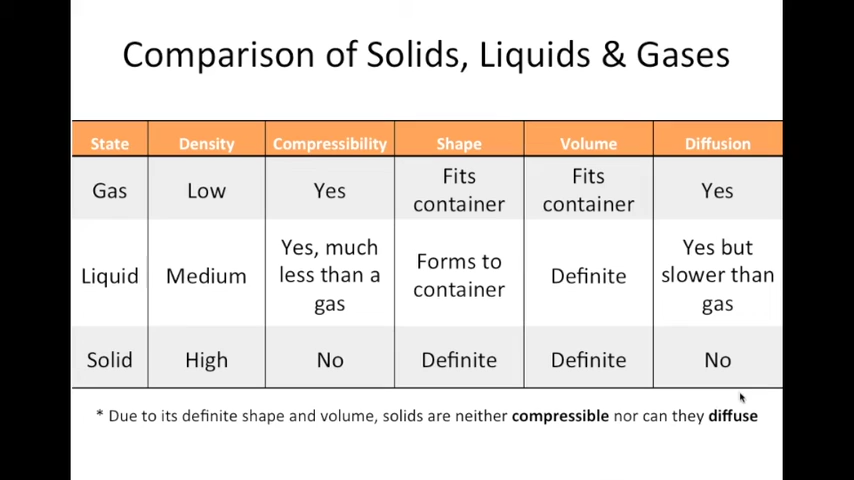 Comparison of Solids, Liquids & Gases
State Density Compressibility Shape Volume Diffusion
Gas Low Yes Fits container Fits container Yes
Liquid Medium Yes, much less than a gas Forms to container Definite Yes but slower than gas
Solid High No Definite Definite No
* Due to its definite shape and volume, solids are neither compressible nor can they diffuse